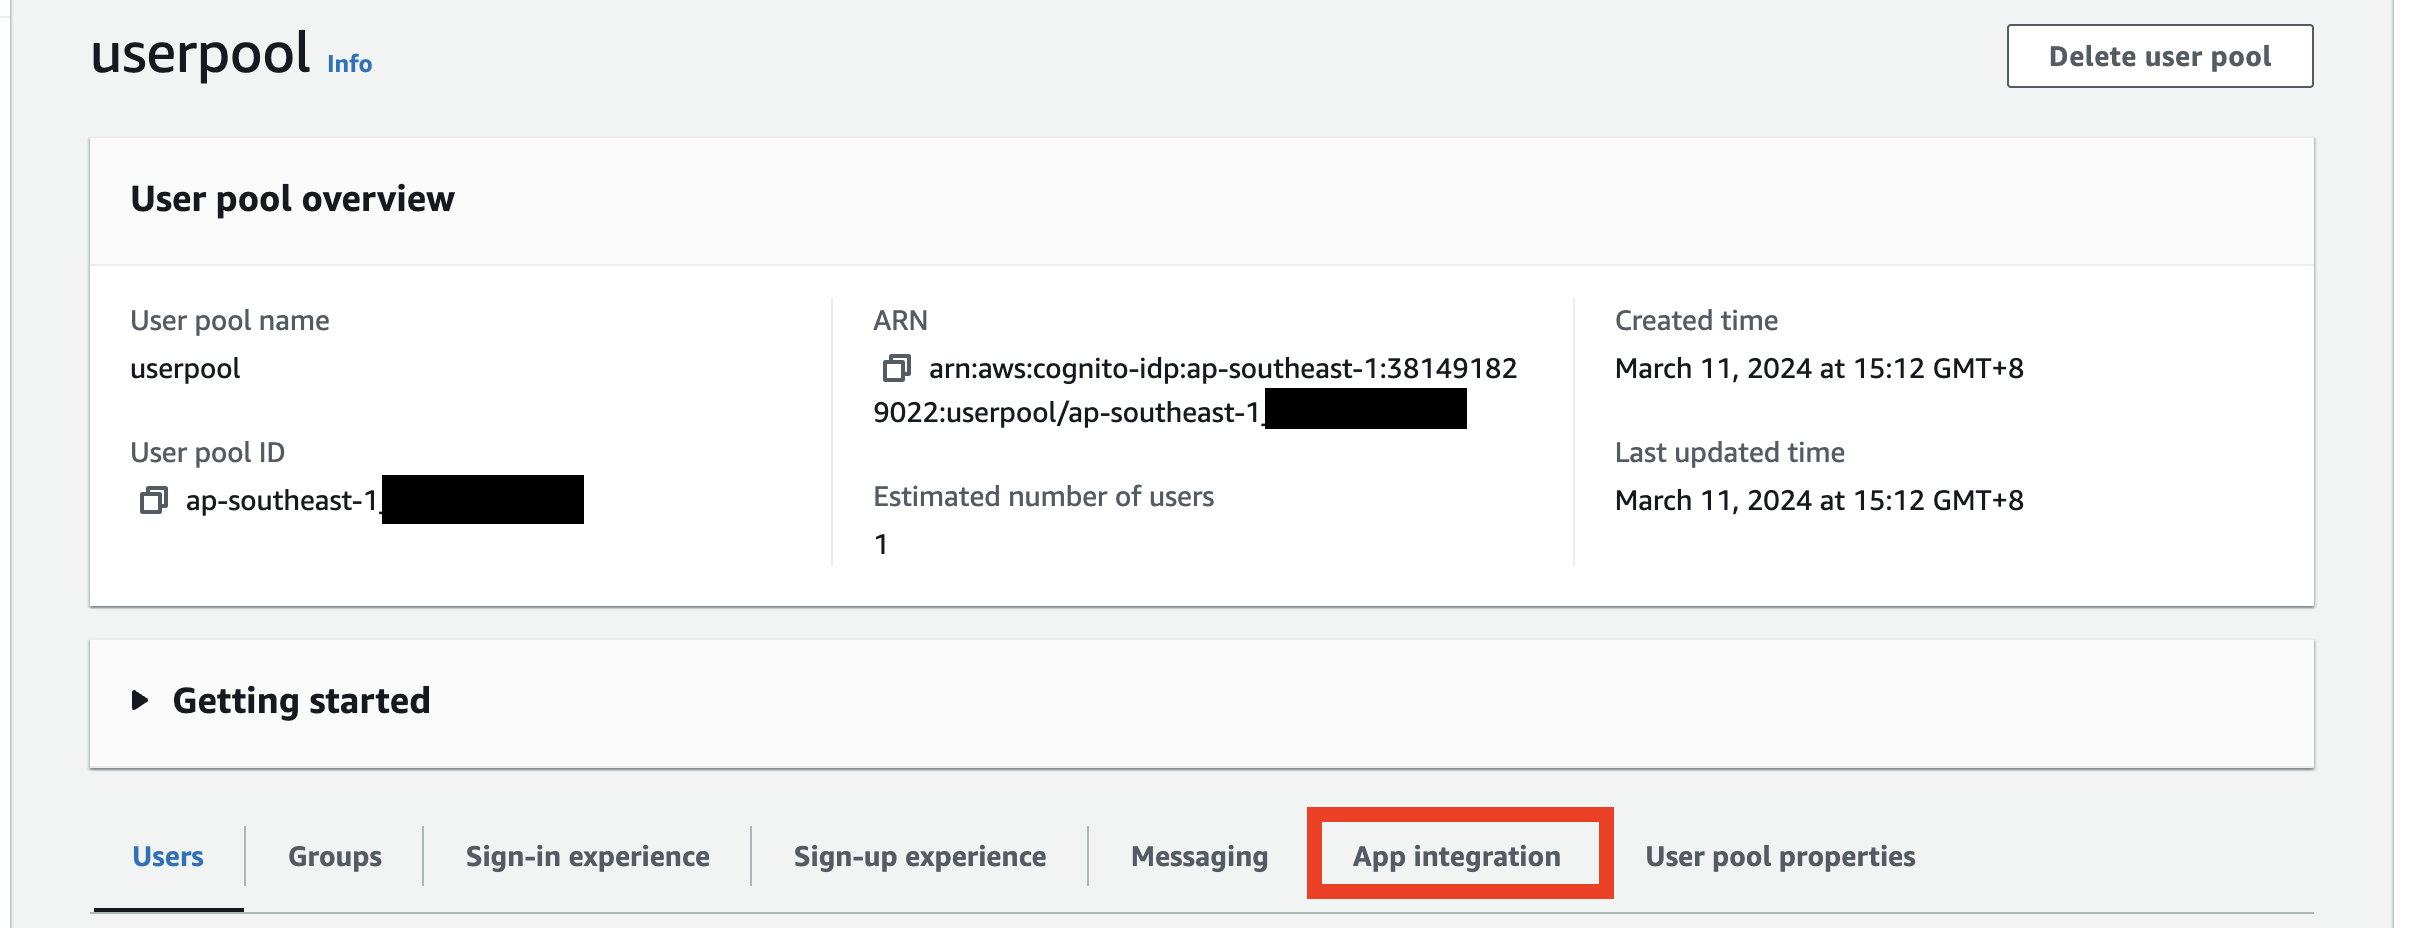 userpool Info
Delete user pool
User pool overview
User pool name
userpool
User pool ID
ap-southeast-1_
ARN
arn:aws:cognito-idp:ap-southeast-1:38149182
9022:userpool/ap-southeast-1_
Estimated number of users
1
Created time
March 11, 2024 at 15:12 GMT+8
Last updated time
March 11, 2024 at 15:12 GMT+8
Getting started
Users Groups Sign-in experience Sign-up experience Messaging App integration User pool properties